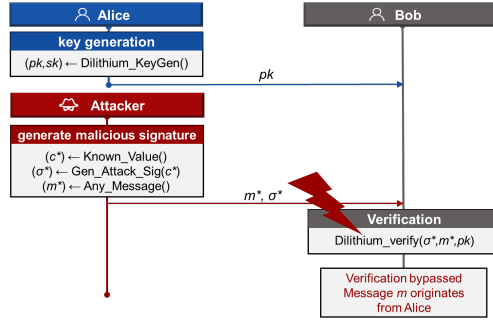 Alice
Bob
key generation
(pk,sk) ← Dilithium_KeyGen()
pk
Attacker
generate malicious signature
(c*) ← Known_Value()
(σ*) ← Gen_Attack_Sig(c*)
(m*) ← Any_Message()
m*, σ*
Verification
Dilithium_verify(σ*,m*,pk)
Verification bypassed
Message m originates
from Alice